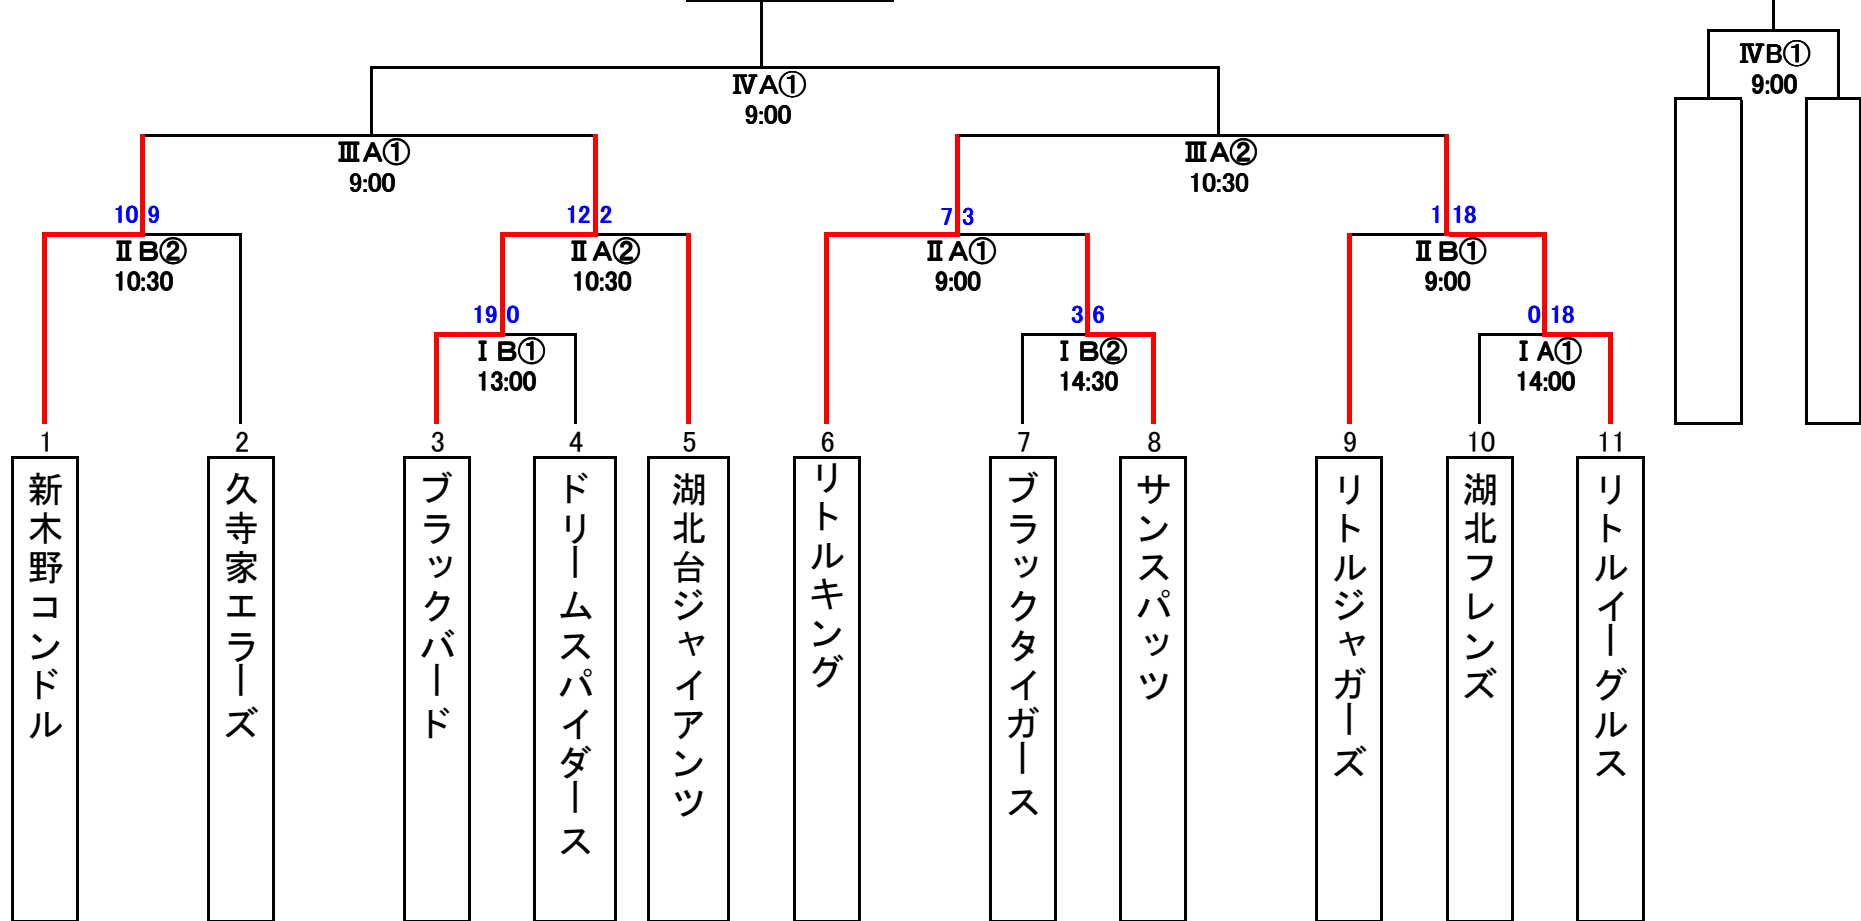 ⅣB①
9:00
ⅣA①
9:00
ⅢA①
9:00
ⅢA②
10:30
10 9
12 2
7 3
1 18
ⅡB②
10:30
ⅡA②
10:30
ⅡA①
9:00
ⅡB①
9:00
19 0
3 6
0 18
ⅠB①
13:00
ⅠB②
14:30
ⅠA①
14:00
1
2
3
4
5
6
7
8
9
10
11
新木野コンドル
久寺家エラーズ
ブラックバード
ドリームスパイダース
湖北台ジャイアンツ
リトルキング
ブラックタイガース
サンスパッツ
リトルジャガーズ
湖北フレンズ
リトルイーグルス